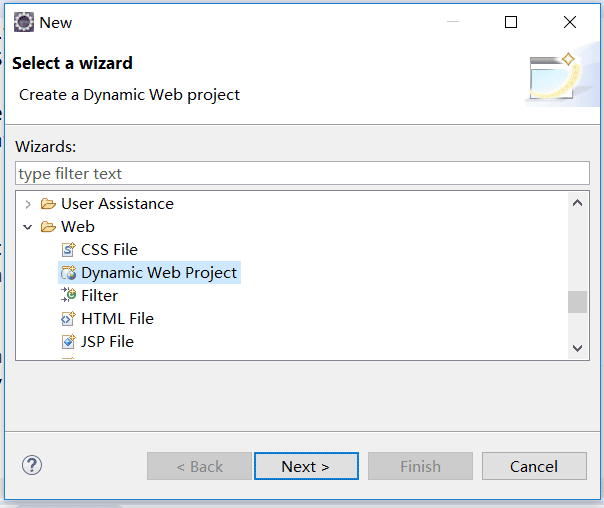 New
Select a wizard
Create a Dynamic Web project
Wizards:
type filter text
User Assistance
Web
CSS File
Dynamic Web Project
Filter
HTML File
JSP File
< Back
Next >
Finish
Cancel